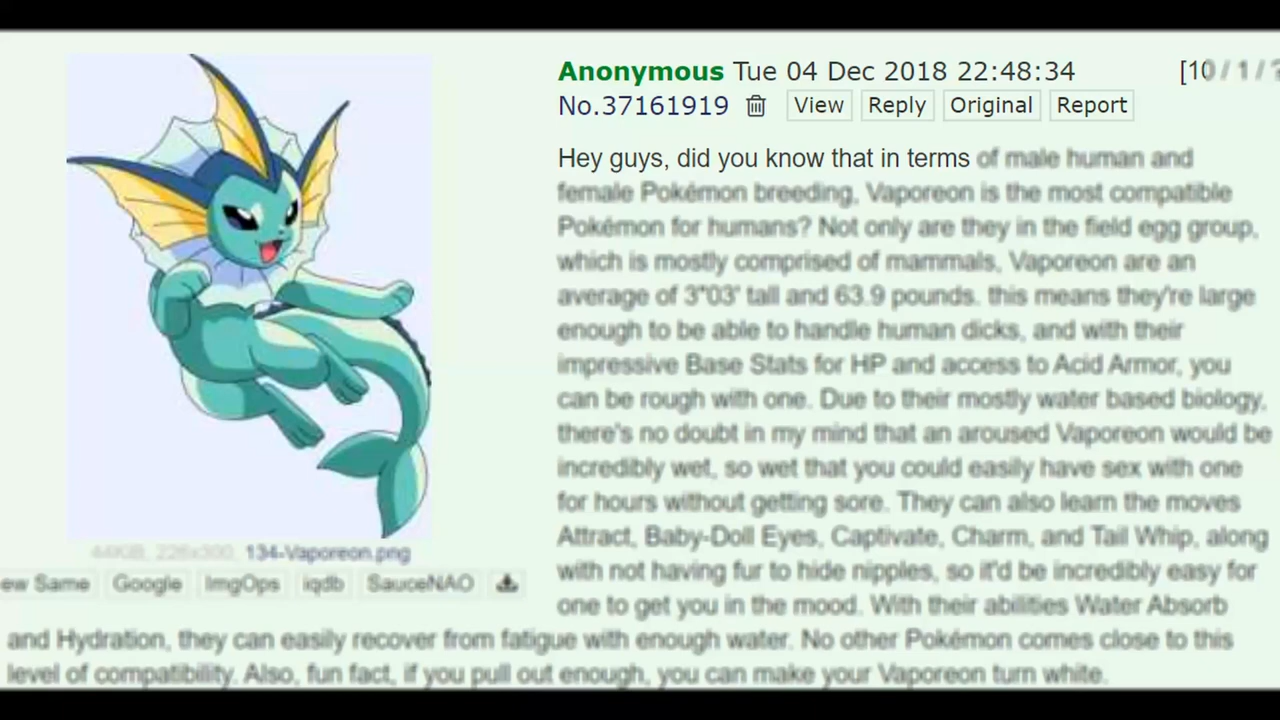 Anonymous Tue 04 Dec 2018 22:48:34 [10 / 1 / ?
No.37161919 View Reply Original Report
Hey guys, did you know that in terms of male human and
female Pokémon breeding, Vaporeon is the most compatible
Pokémon for humans? Not only are they in the field egg group,
which is mostly comprised of mammals, Vaporeon are an
average of 3"03' tall and 63.9 pounds. this means they're large
enough to be able to handle human dicks, and with their
impressive Base Stats for HP and access to Acid Armor, you
can be rough with one. Due to their mostly water based biology,
there's no doubt in my mind that an aroused Vaporeon would be
incredibly wet, so wet that you could easily have sex with one
for hours without getting sore. They can also learn the moves
Attract, Baby-Doll Eyes, Captivate, Charm, and Tail Whip, along
with not having fur to hide nipples, so it'd be incredibly easy for
one to get you in the mood. With their abilities Water Absorb
and Hydration, they can easily recover from fatigue with enough water. No other Pokémon comes close to this
level of compatibility. Also, fun fact, if you pull out enough, you can make your Vaporeon turn white.
44KiB, 226x300, 134-Vaporeon.png
ew Same Google ImgOps iqdb SauceNAO